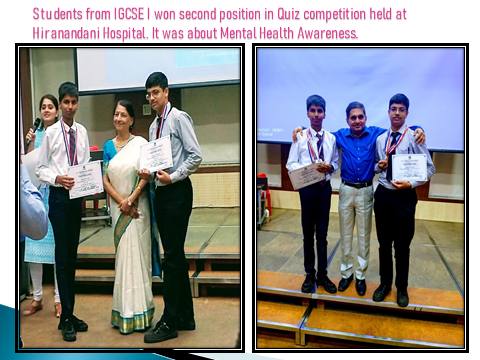 Students from IGCSE I won second position in Quiz competition held at
Hiranandani Hospital. It was about Mental Health Awareness.